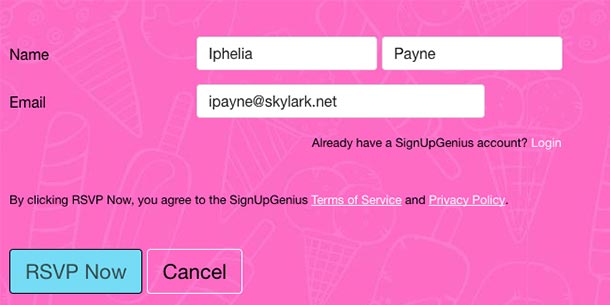 Name Iphelia Payne
Email ipayne@skylark.net
Already have a SignUpGenius account? Login
By clicking RSVP Now, you agree to the SignUpGenius Terms of Service and Privacy Policy.
RSVP Now Cancel